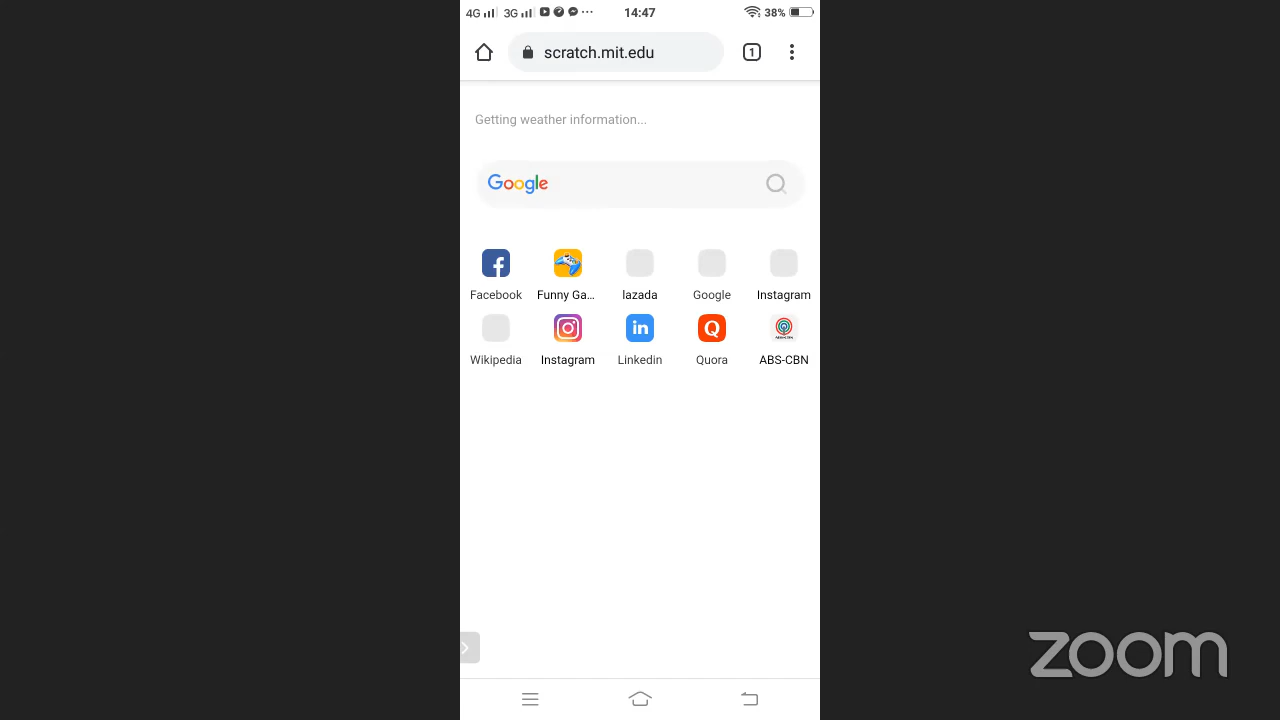 4G 3G 14:47 38%
scratch.mit.edu 1
Getting weather information...
Google
Facebook Funny Ga... lazada Google Instagram
Wikipedia Instagram Linkedin Quora ABS-CBN
zoom